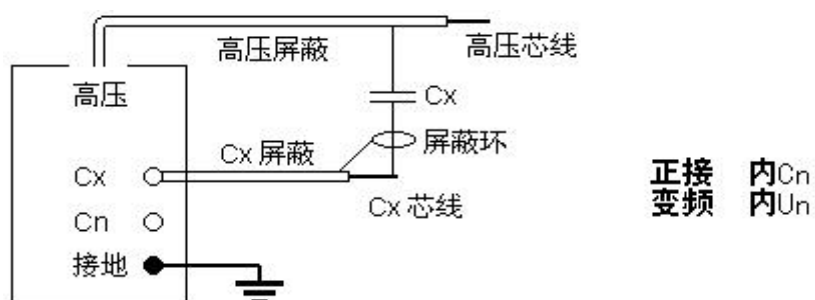 高压屏蔽
高压芯线
高压
Cx
屏蔽环
Cx 屏蔽
Cx
Cx 芯线
Cn
接地
正接 内Cn
变频 内Un